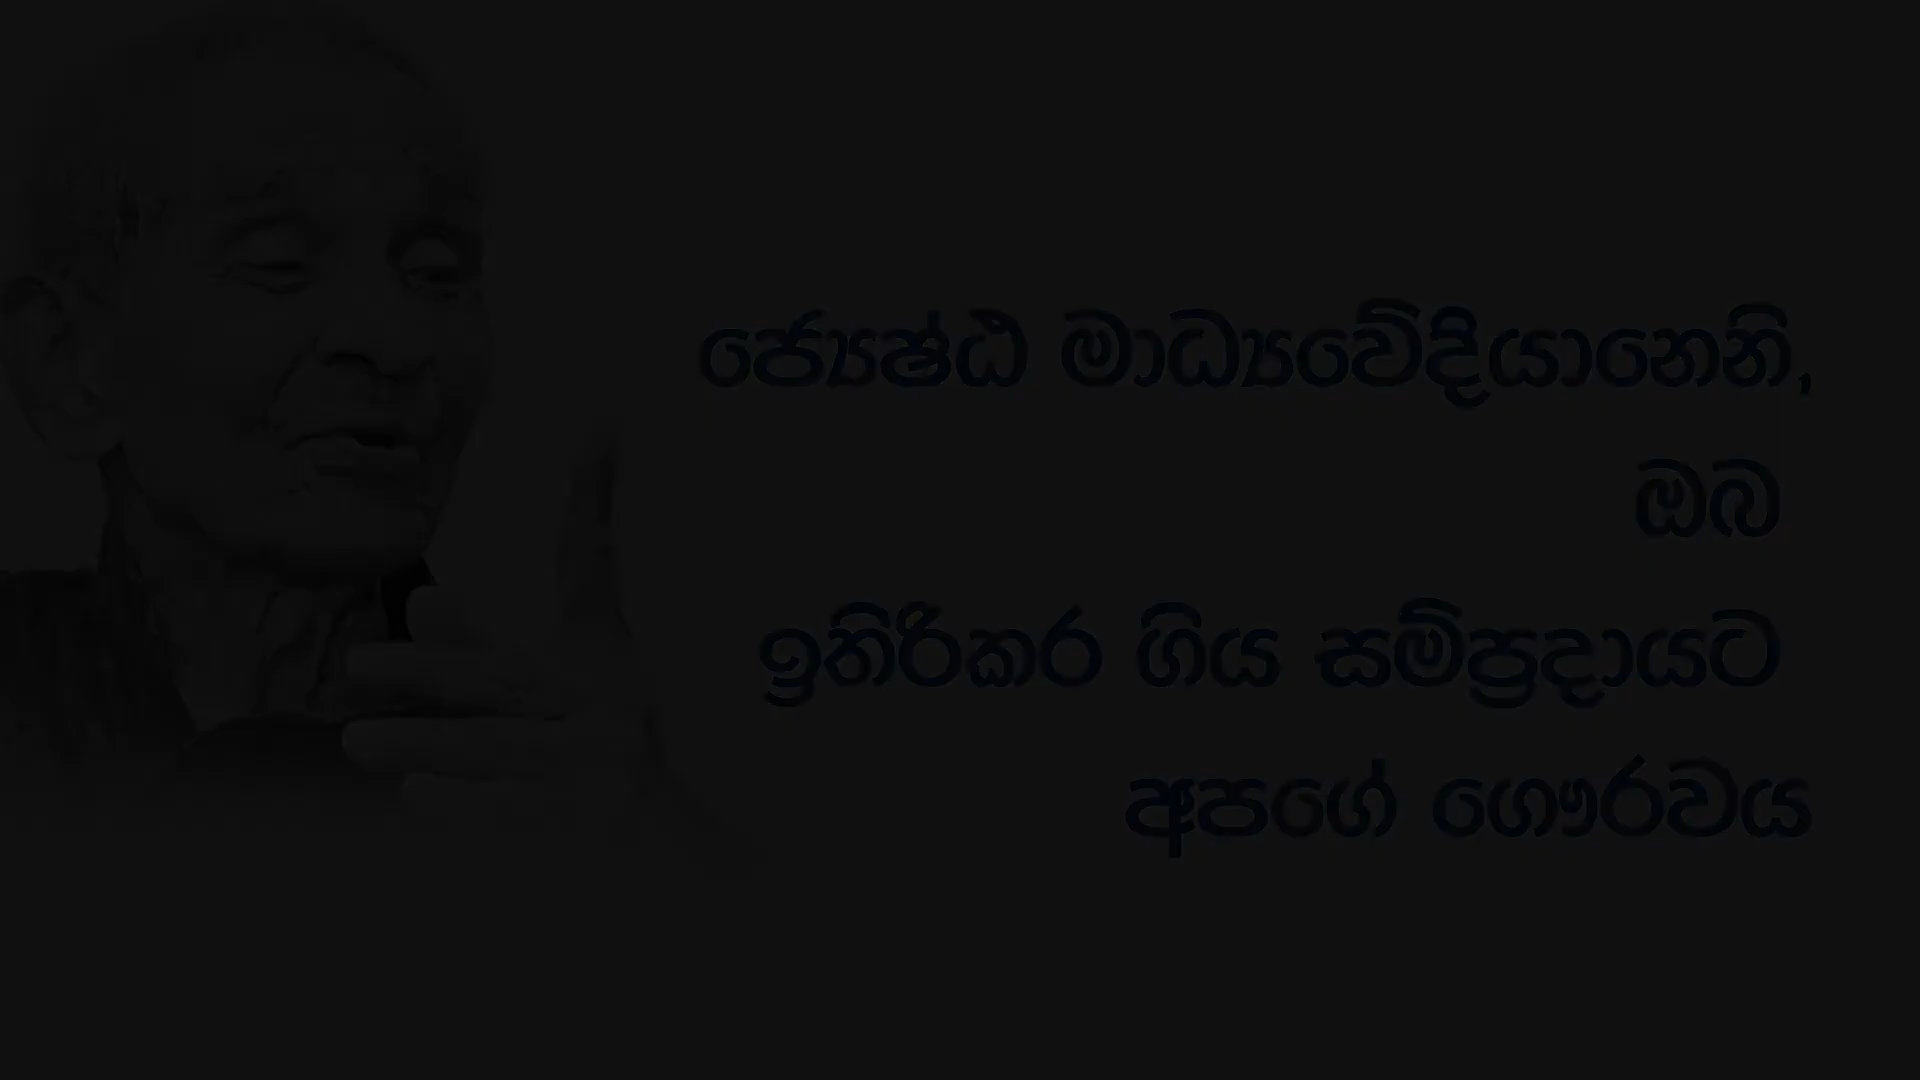 ජ්‍යෙෂ්ඨ මාධ්‍යවේදියානෙනි,
ඔබ
ඉතිරිකර ගිය සම්ප්‍රදායට
අපගේ ගෞරවය